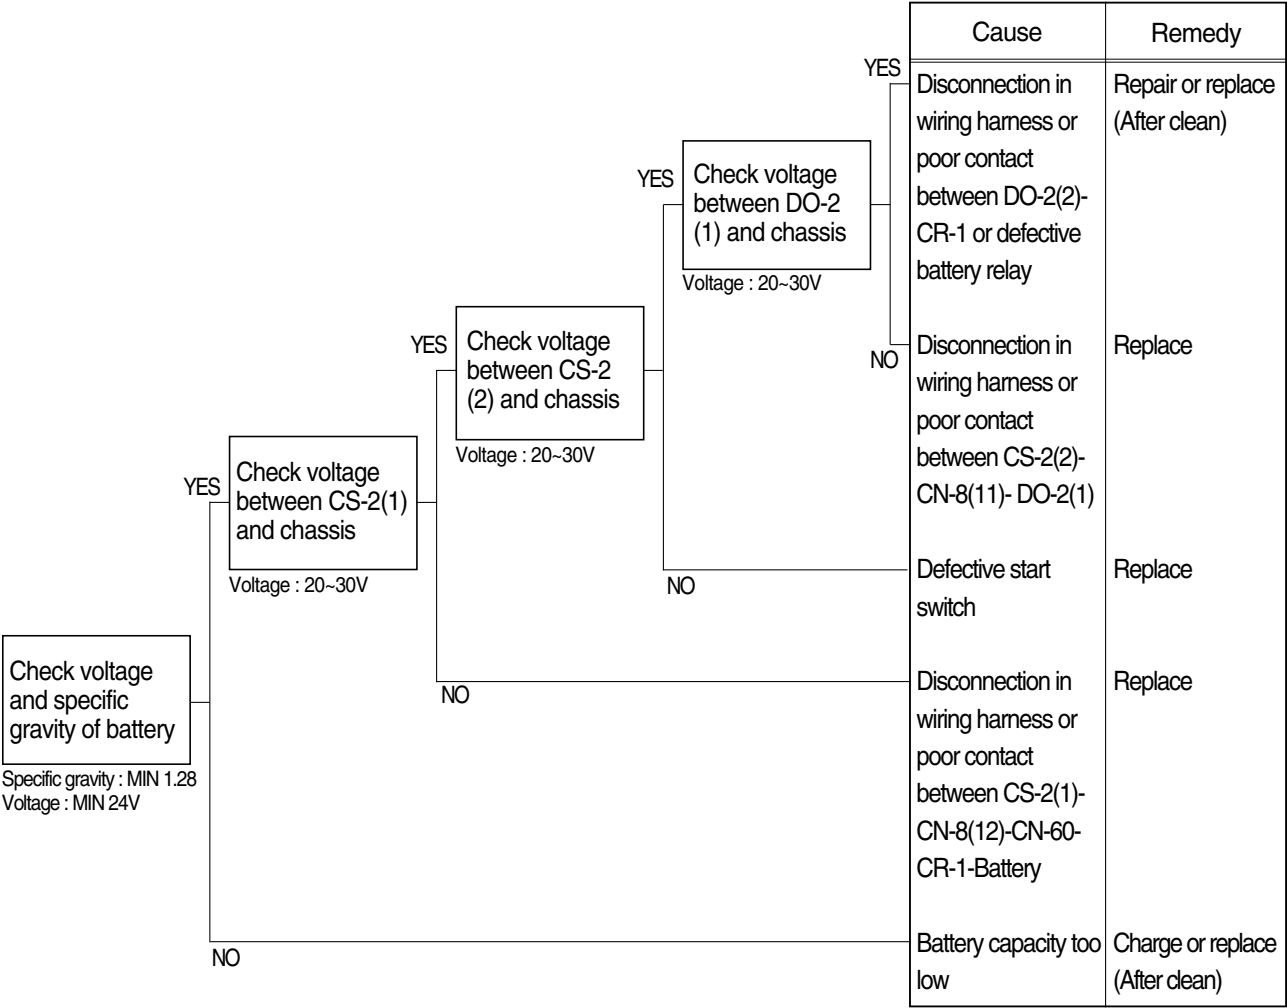 Cause
Remedy
YES
Disconnection in
wiring harness or
poor contact
between DO-2(2)-
CR-1 or defective
battery relay
Repair or replace
(After clean)
YES
Check voltage
between DO-2
(1) and chassis
Voltage : 20~30V
NO
Disconnection in
wiring harness or
poor contact
between CS-2(2)-
CN-8(11)- DO-2(1)
Replace
YES
Check voltage
between CS-2
(2) and chassis
Voltage : 20~30V
NO
Defective start
switch
Replace
YES
Check voltage
between CS-2(1)
and chassis
Voltage : 20~30V
NO
Disconnection in
wiring harness or
poor contact
between CS-2(1)-
CN-8(12)-CN-60-
CR-1-Battery
Replace
Check voltage
and specific
gravity of battery
Specific gravity : MIN 1.28
Voltage : MIN 24V
NO
Battery capacity too
low
Charge or replace
(After clean)